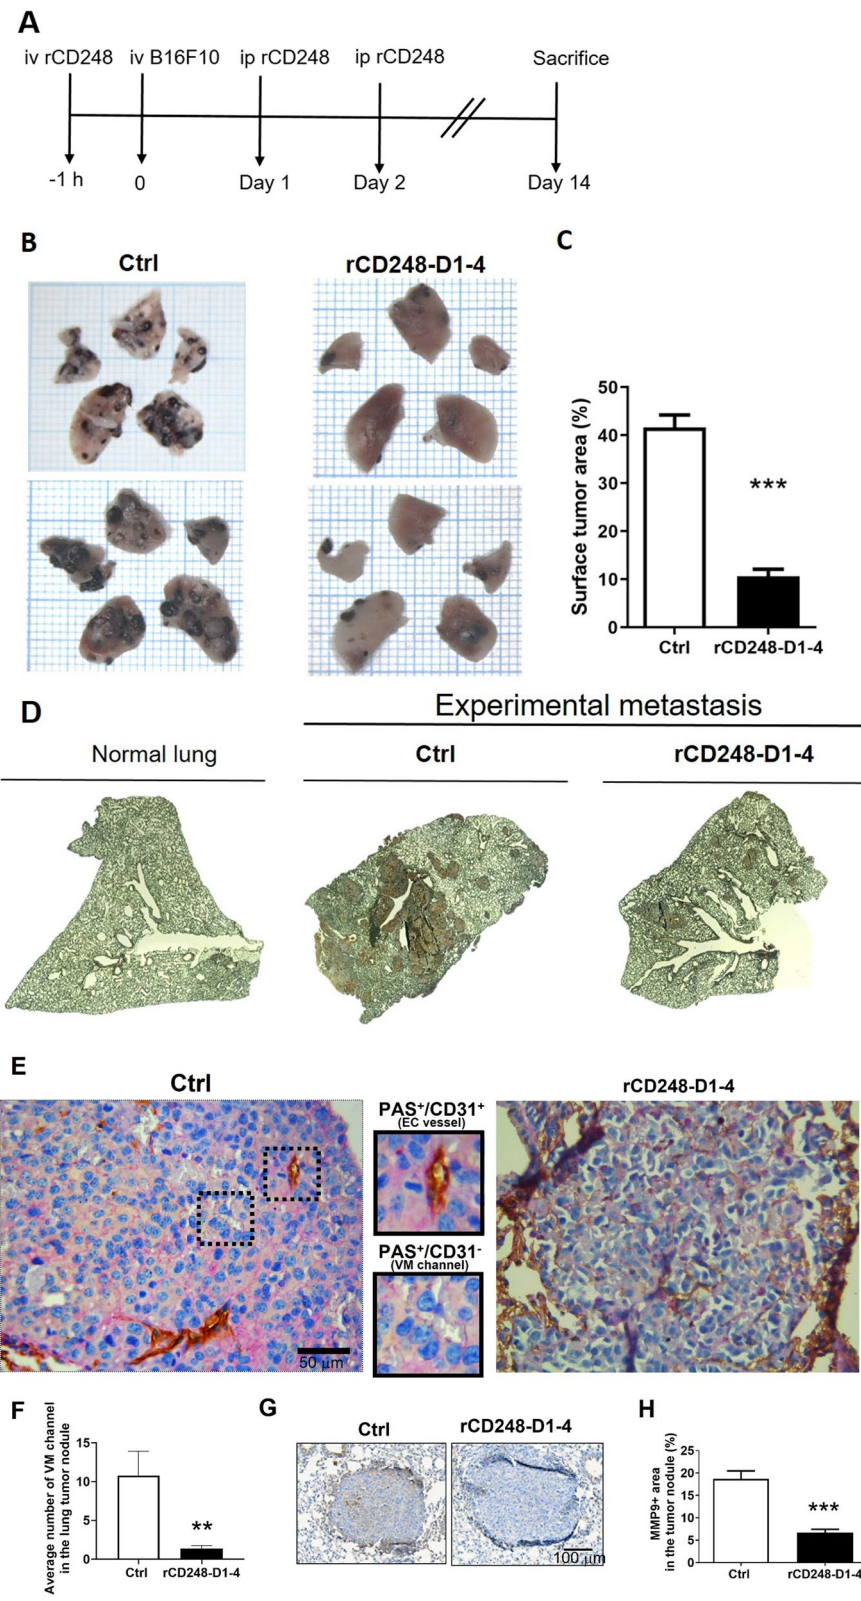 A
iv rCD248 iv B16F10 ip rCD248 ip rCD248 Sacrifice
-1 h 0 Day 1 Day 2 Day 14
B
Ctrl rCD248-D1-4
C
Surface tumor area (%)
50
40
30
20
10
0
***
Ctrl rCD248-D1-4
D
Experimental metastasis
Normal lung Ctrl rCD248-D1-4
E
Ctrl rCD248-D1-4
PAS⁺/CD31⁺
(EC vessel)
PAS⁺/CD31⁻
(VM channel)
50 μm
F
Average number of VM channel
in the lung tumor nodule
15
10
5
0
**
Ctrl rCD248-D1-4
G
Ctrl rCD248-D1-4
100 μm
H
MMP9+ area
in the tumor nodule (%)
25
20
15
10
5
0
***
Ctrl rCD248-D1-4